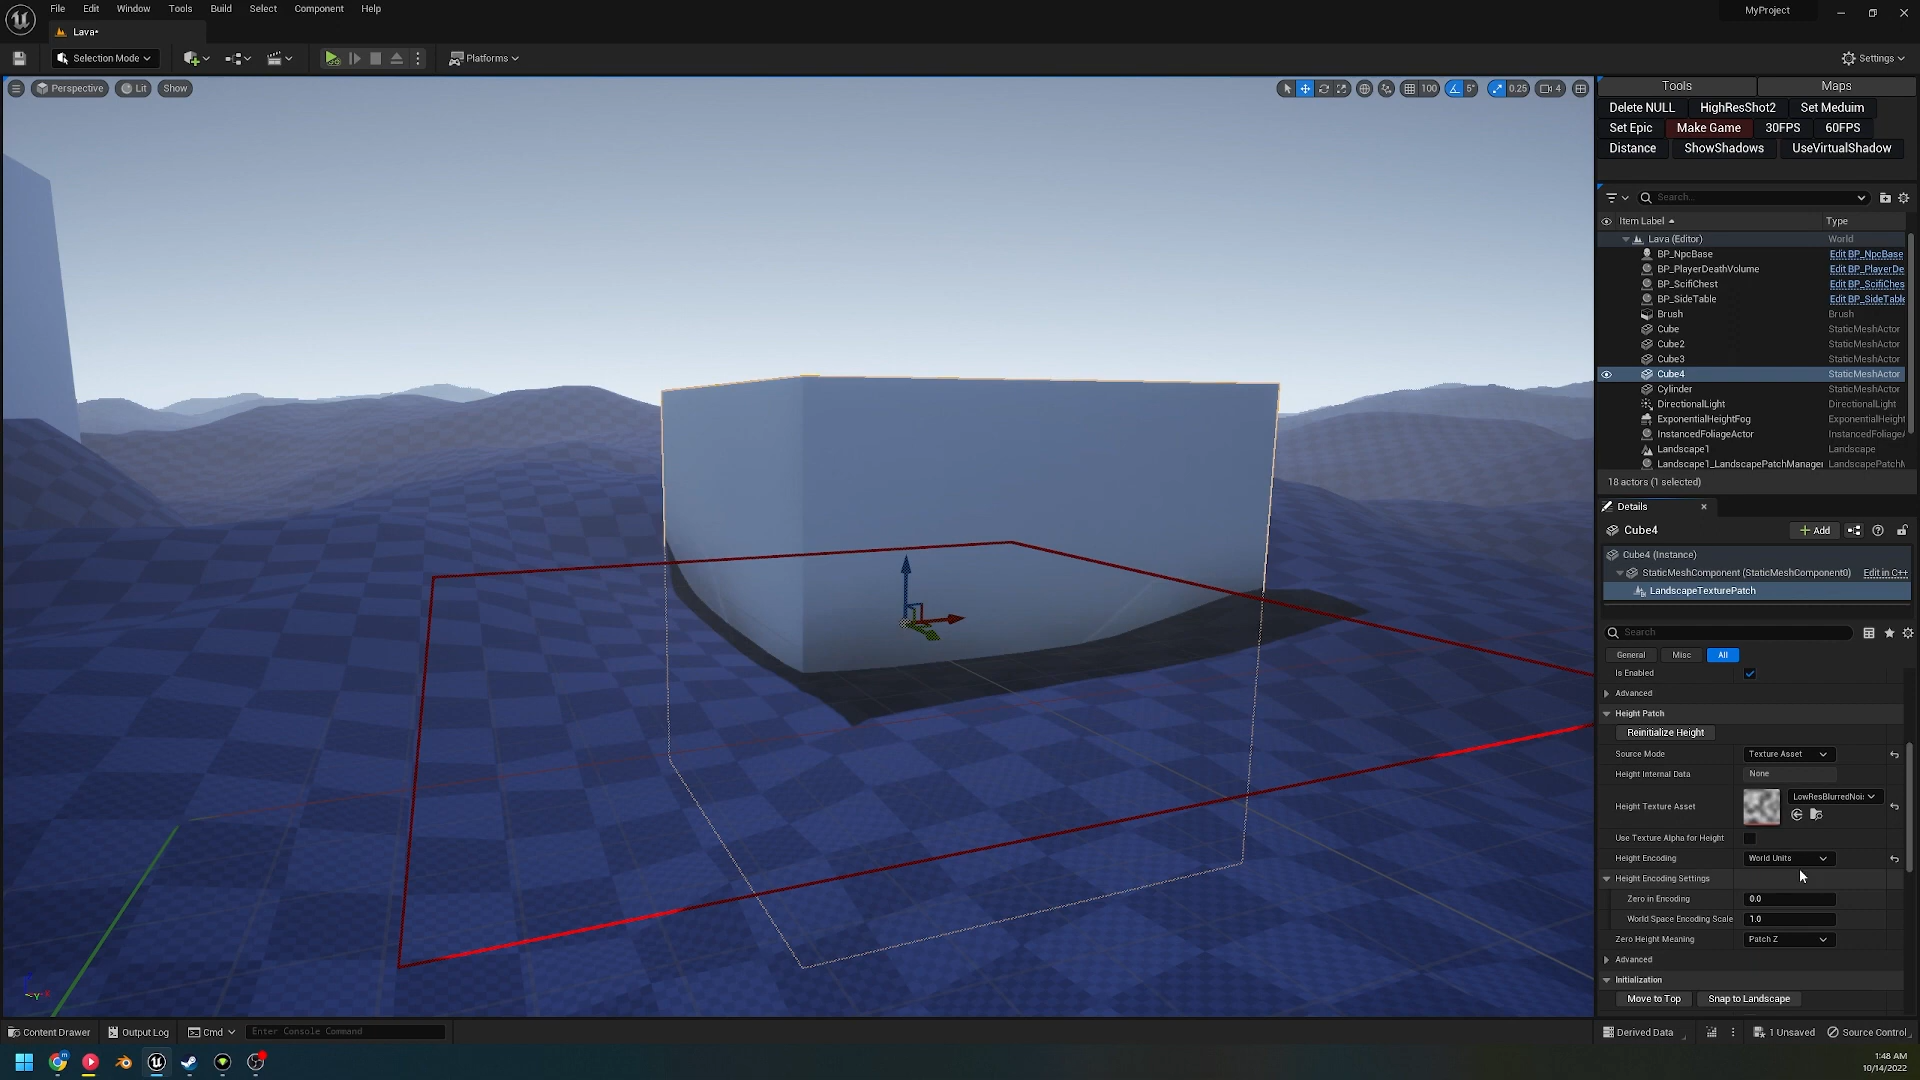 File Edit Window Tools Build Select Component Help
MyProject
Lava*
Selection Mode
Platforms
Settings
Perspective Lit Show
100 5° 0.25 4
Tools Maps
Delete NULL HighResShot2 Set Meduim
Set Epic Make Game 30FPS 60FPS
Distance ShowShadows UseVirtualShadow
Search...
Item Label Type
Lava (Editor) World
BP_NpcBase Edit BP_NpcBase
BP_PlayerDeathVolume Edit BP_PlayerDe
BP_ScifiChest Edit BP_ScifiChes
BP_SideTable Edit BP_SideTable
Brush Brush
Cube StaticMeshActor
Cube2 StaticMeshActor
Cube3 StaticMeshActor
Cube4 StaticMeshActor
Cylinder StaticMeshActor
DirectionalLight DirectionalLight
ExponentialHeightFog ExponentialHeight
InstancedFoliageActor InstancedFoliage
Landscape1 Landscape
Landscape1_LandscapePatchManager LandscapePatchM
18 actors (1 selected)
Details
Cube4
Add
Cube4 (Instance)
StaticMeshComponent (StaticMeshComponent0) Edit in C++
LandscapeTexturePatch
Search
General Misc All
Is Enabled
Advanced
Height Patch
Reinitialize Height
Source Mode Texture Asset
Height Internal Data None
Height Texture Asset LowResBlurredNoi
Use Texture Alpha for Height
Height Encoding World Units
Height Encoding Settings
Zero in Encoding 0.0
World Space Encoding Scale 1.0
Zero Height Meaning Patch Z
Advanced
Initialization
Move to Top Snap to Landscape
Content Drawer Output Log Cmd Enter Console Command
Derived Data 1 Unsaved Source Control
1:48 AM
10/14/2022